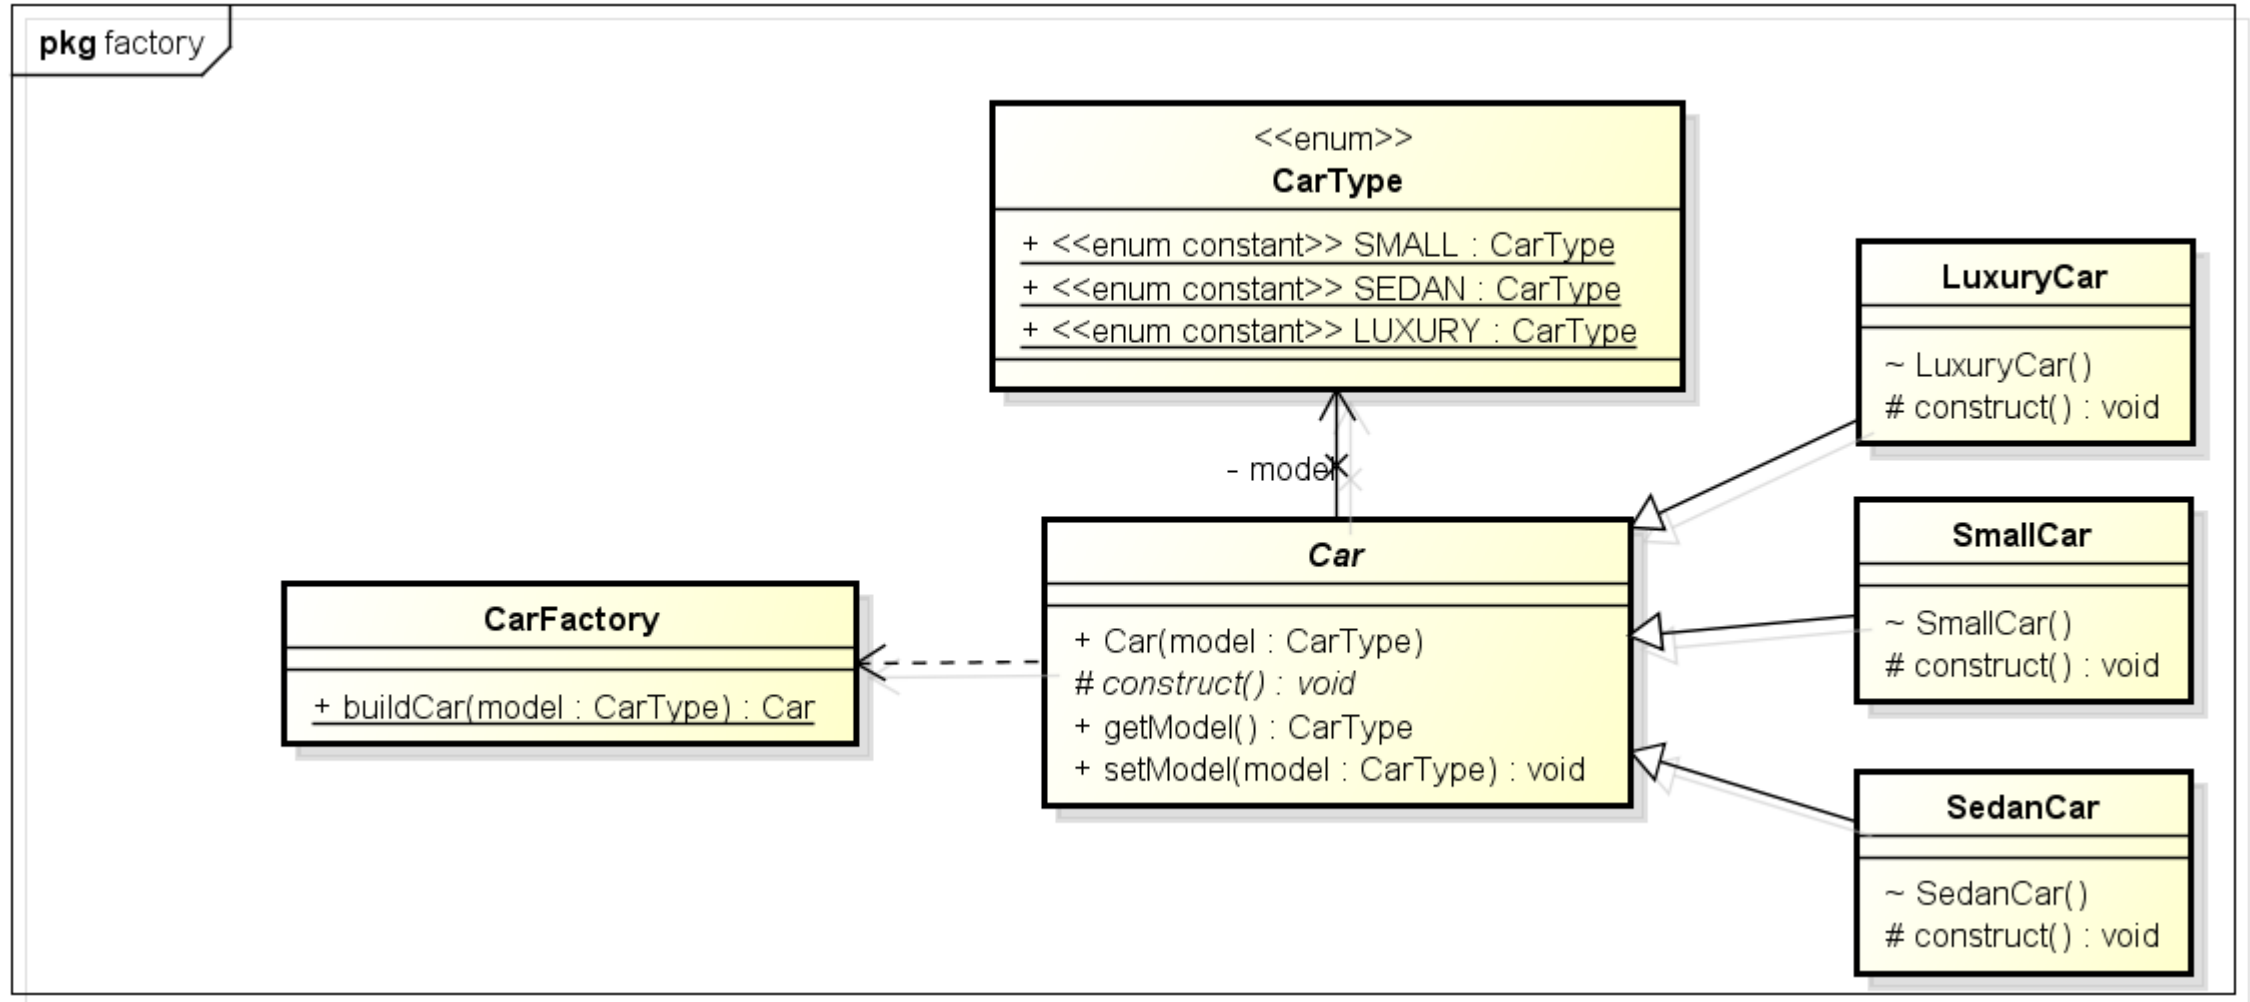 pkg factory
<<enum>>
CarType
+ <<enum constant>> SMALL : CarType
+ <<enum constant>> SEDAN : CarType
+ <<enum constant>> LUXURY : CarType
LuxuryCar
~ LuxuryCar()
# construct() : void
- model
Car
+ Car(model : CarType)
# construct() : void
+ getModel() : CarType
+ setModel(model : CarType) : void
SmallCar
~ SmallCar()
# construct() : void
CarFactory
+ buildCar(model : CarType) : Car
SedanCar
~ SedanCar()
# construct() : void